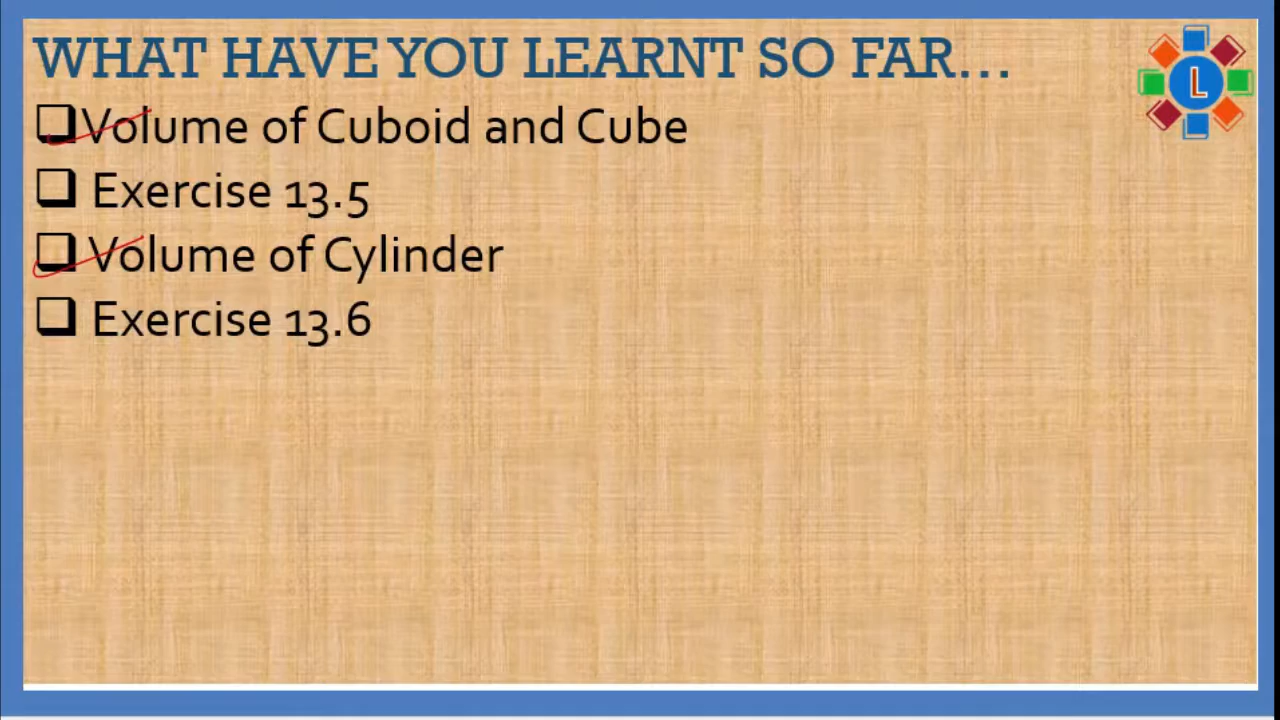 WHAT HAVE YOU LEARNT SO FAR...
L
Volume of Cuboid and Cube
Exercise 13.5
Volume of Cylinder
Exercise 13.6